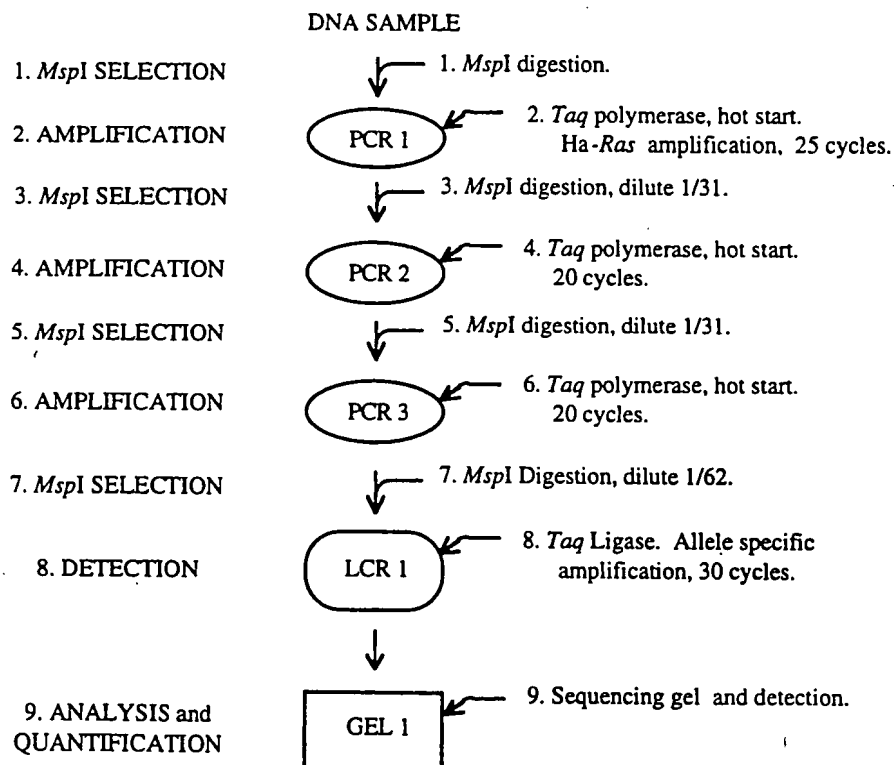 DNA SAMPLE
1. MspI SELECTION
1. MspI digestion.
2. AMPLIFICATION
PCR 1
2. Taq polymerase, hot start.
Ha-Ras amplification, 25 cycles.
3. MspI SELECTION
3. MspI digestion, dilute 1/31.
4. AMPLIFICATION
PCR 2
4. Taq polymerase, hot start.
20 cycles.
5. MspI SELECTION
5. MspI digestion, dilute 1/31.
6. AMPLIFICATION
PCR 3
6. Taq polymerase, hot start.
20 cycles.
7. MspI SELECTION
7. MspI Digestion, dilute 1/62.
8. DETECTION
LCR 1
8. Taq Ligase. Allele specific
amplification, 30 cycles.
9. ANALYSIS and
QUANTIFICATION
GEL 1
9. Sequencing gel and detection.